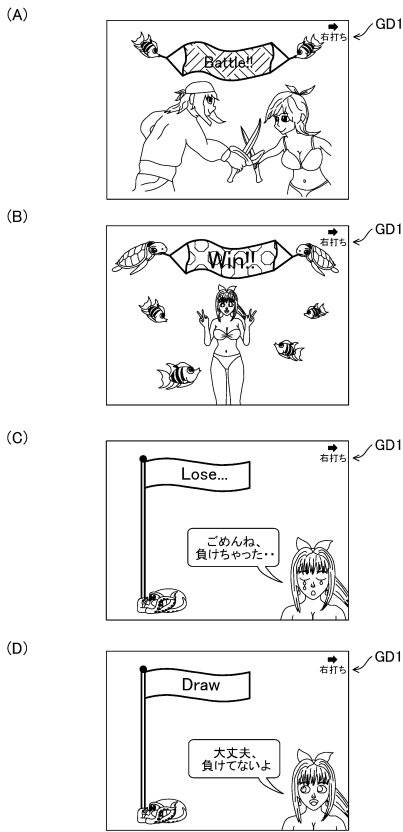 (A)
GD1
右打ち
Battle!!
(B)
GD1
右打ち
Win!!
(C)
GD1
右打ち
Lose...
ごめんね、
負けちゃった・・
(D)
GD1
右打ち
Draw
大丈夫、
負けてないよ